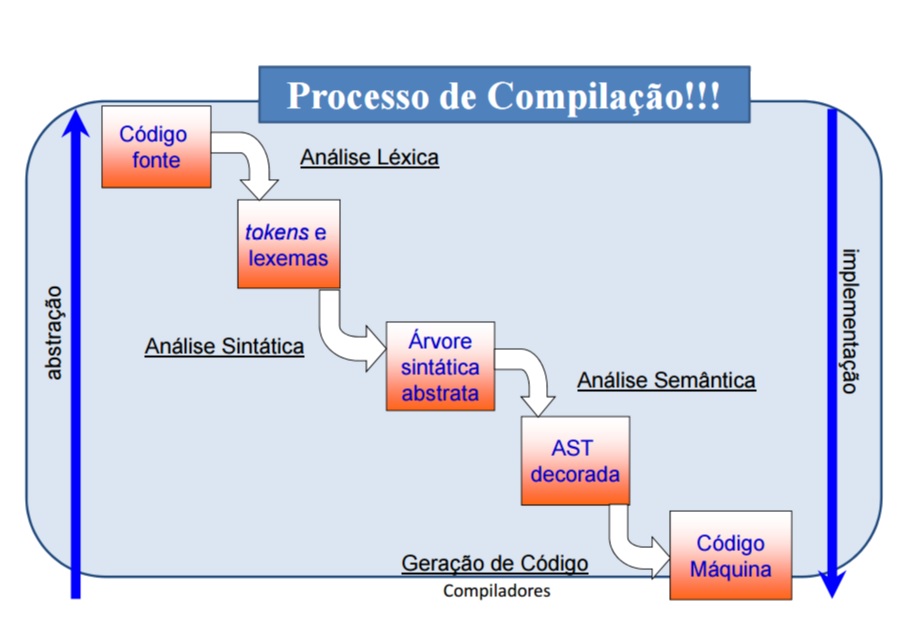 Processo de Compilação!!!
Código
fonte
Análise Léxica
tokens e
lexemas
abstração
implementação
Análise Sintática
Árvore
sintática
abstrata
Análise Semântica
AST
decorada
Código
Máquina
Geração de Código
Compiladores